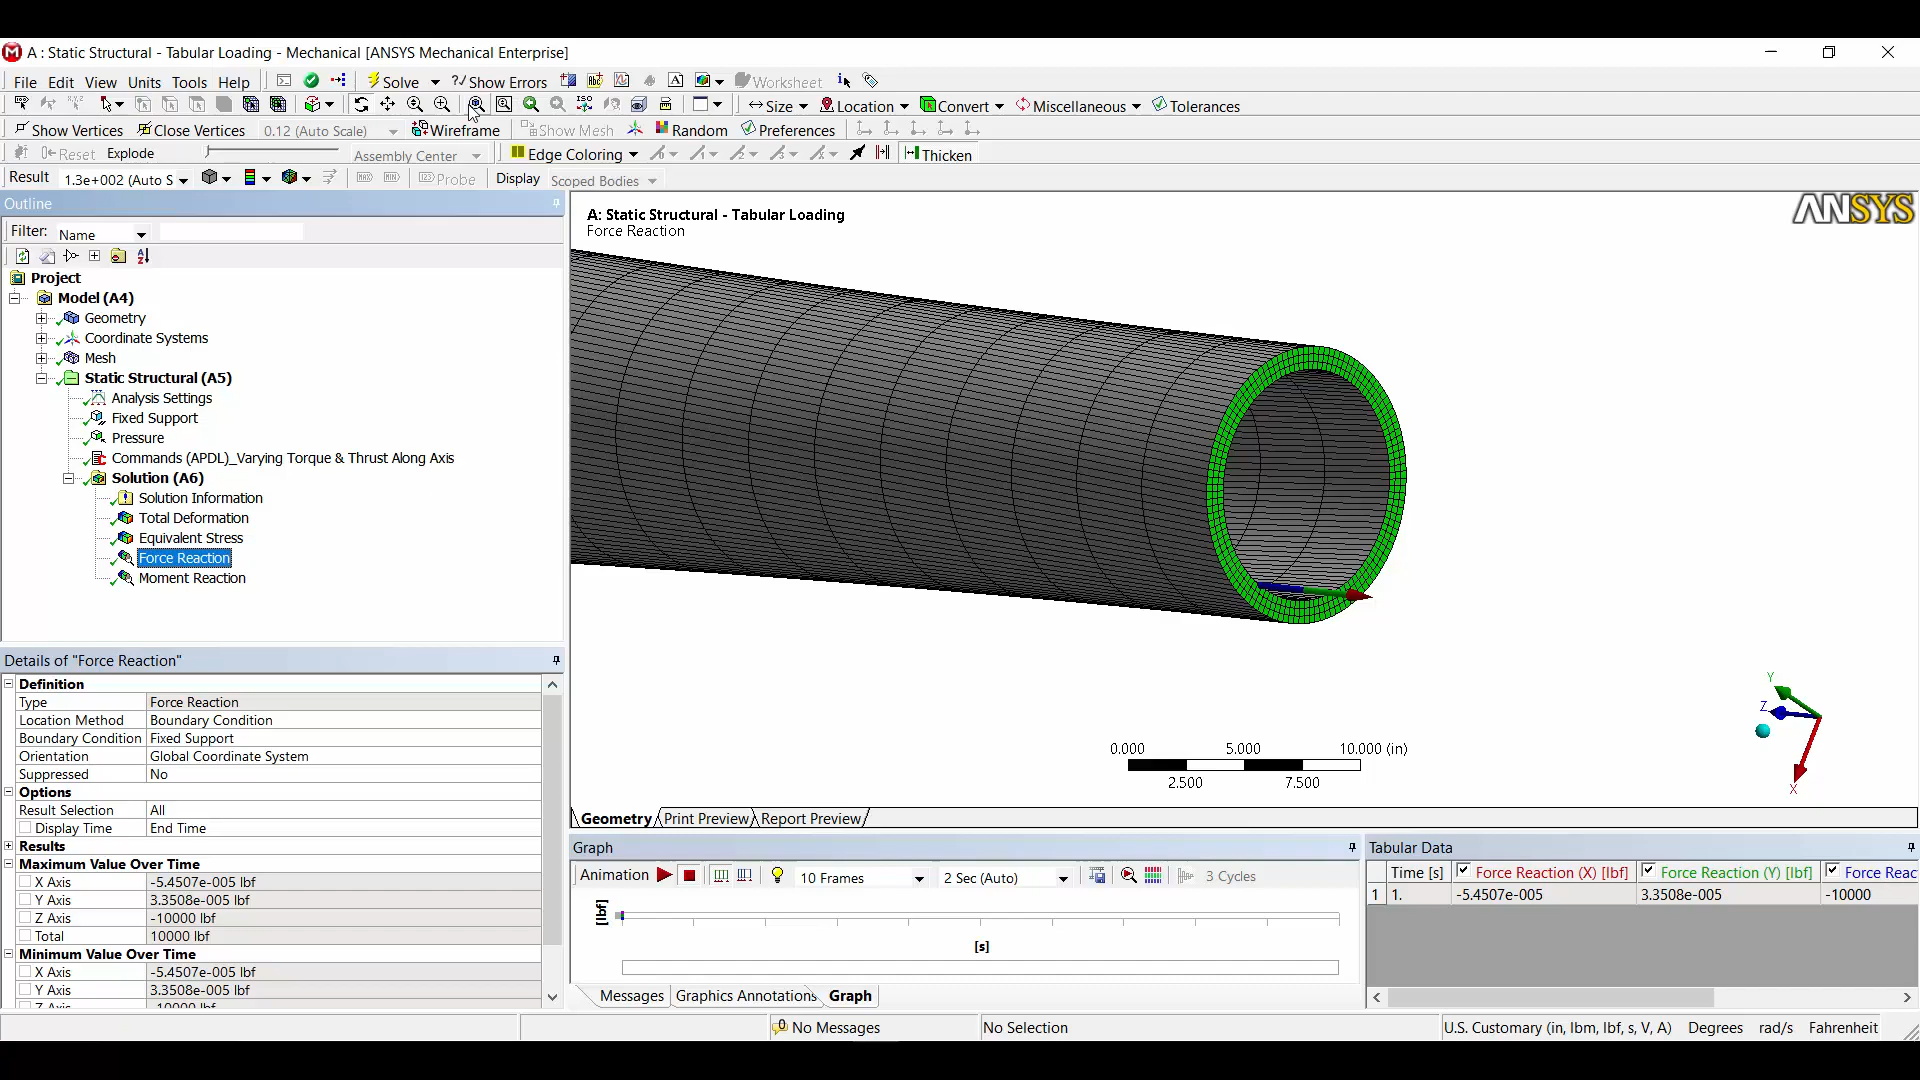 A : Static Structural - Tabular Loading - Mechanical [ANSYS Mechanical Enterprise]
File Edit View Units Tools Help Solve ?/ Show Errors Worksheet
Size Location Convert Miscellaneous Tolerances
Show Vertices Close Vertices 0.12 (Auto Scale) Wireframe Show Mesh Random Preferences
Reset Explode Assembly Center Edge Coloring Thicken
Result 1.3e+002 (Auto S Probe Display Scoped Bodies
Outline
Filter: Name
Project
Model (A4)
Geometry
Coordinate Systems
Mesh
Static Structural (A5)
Analysis Settings
Fixed Support
Pressure
Commands (APDL)_Varying Torque & Thrust Along Axis
Solution (A6)
Solution Information
Total Deformation
Equivalent Stress
Force Reaction
Moment Reaction
Details of "Force Reaction"
Definition
Type Force Reaction
Location Method Boundary Condition
Boundary Condition Fixed Support
Orientation Global Coordinate System
Suppressed No
Options
Result Selection All
Display Time End Time
Results
Maximum Value Over Time
X Axis -5.4507e-005 lbf
Y Axis 3.3508e-005 lbf
Z Axis -10000 lbf
Total 10000 lbf
Minimum Value Over Time
X Axis -5.4507e-005 lbf
Y Axis 3.3508e-005 lbf
Z Axis -10000 lbf
A: Static Structural - Tabular Loading
Force Reaction
ANSYS
Y
Z
X
0.000 5.000 10.000 (in)
2.500 7.500
Geometry Print Preview Report Preview
Graph
Animation 10 Frames 2 Sec (Auto) 3 Cycles
[lbf]
[s]
Messages Graphics Annotations Graph
Tabular Data
Time [s] Force Reaction (X) [lbf] Force Reaction (Y) [lbf] Force Reac
1 1. -5.4507e-005 3.3508e-005 -10000
No Messages No Selection U.S. Customary (in, lbm, lbf, s, V, A) Degrees rad/s Fahrenheit